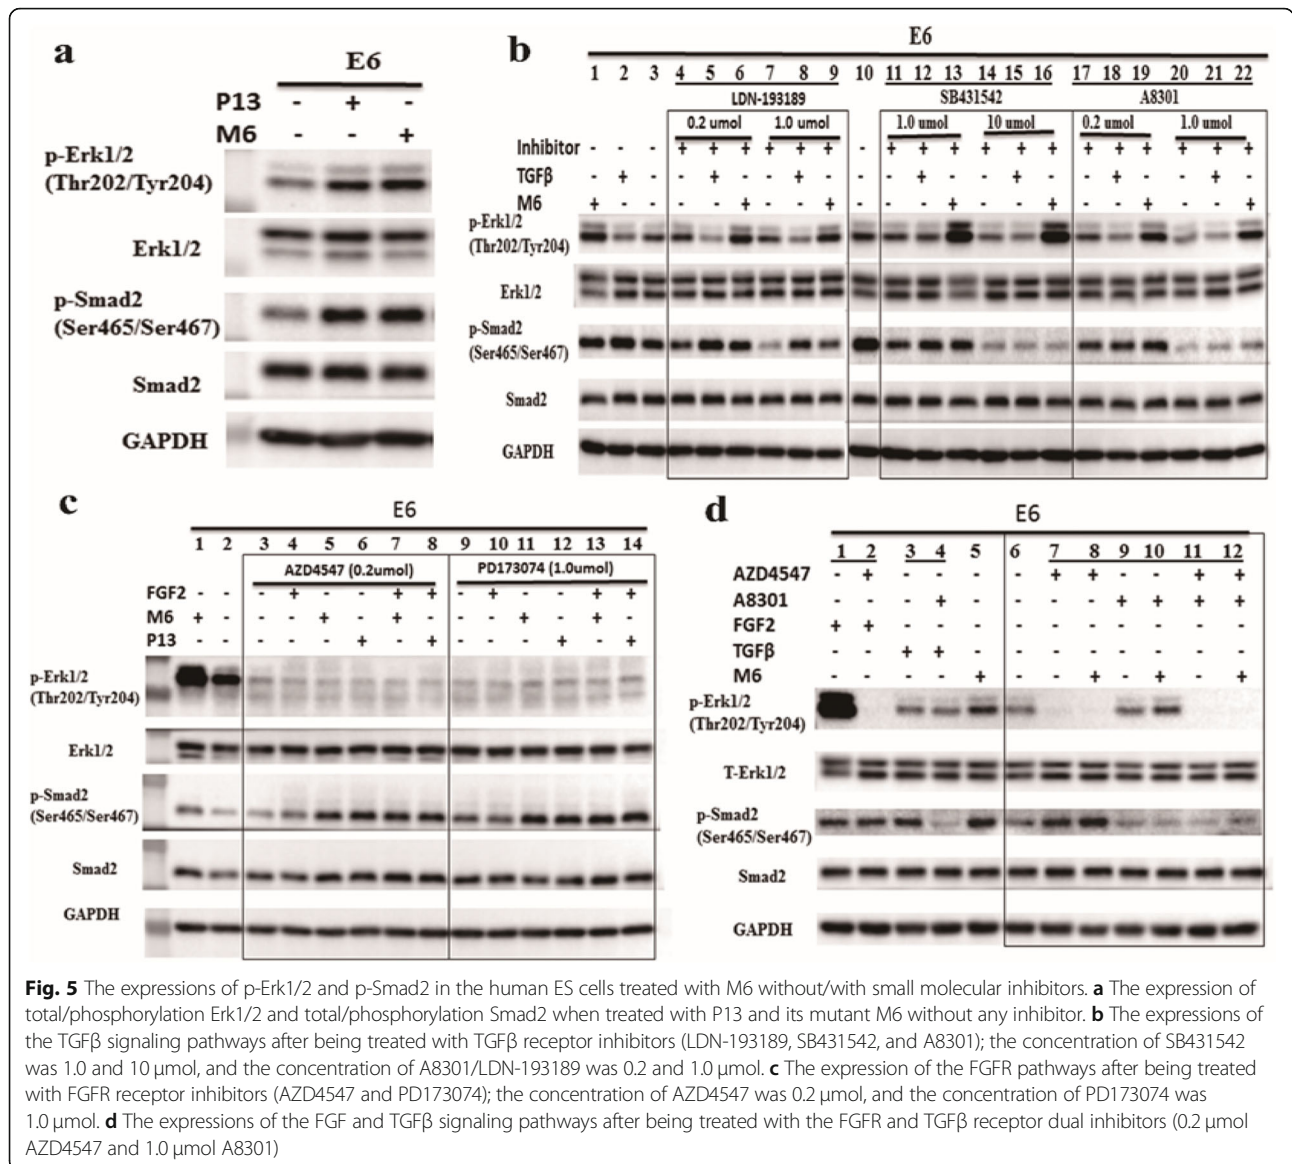 a
E6
P13 - + -
M6 - - +
p-Erk1/2
(Thr202/Tyr204)
Erk1/2
p-Smad2
(Ser465/Ser467)
Smad2
GAPDH
b
E6
1 2 3 4 5 6 7 8 9 10 11 12 13 14 15 16 17 18 19 20 21 22
LDN-193189 SB431542 A8301
0.2 umol 1.0 umol 1.0 umol 10 umol 0.2 umol 1.0 umol
Inhibitor - - - + + + + + + - + + + + + + + + + + + +
TGFβ - + - - + - - + - - - + - - + - - + - - + -
M6 + - - - - + - - + - - - + - - + - - + - - +
p-Erk1/2
(Thr202/Tyr204)
Erk1/2
p-Smad2
(Ser465/Ser467)
Smad2
GAPDH
c
E6
1 2 3 4 5 6 7 8 9 10 11 12 13 14
AZD4547 (0.2umol) PD173074 (1.0umol)
FGF2 - - - + - - + + - + - - + +
M6 + - - - + - + - - - + - + -
P13 - - - - - + - + - - - + - +
p-Erk1/2
(Thr202/Tyr204)
Erk1/2
p-Smad2
(Ser465/Ser467)
Smad2
GAPDH
d
E6
1 2 3 4 5 6 7 8 9 10 11 12
AZD4547 - + - - - - + + - - + +
A8301 - - - + - - - - + + + +
FGF2 + + - - - - - - - - - -
TGFβ - - + + - - - - - - - -
M6 - - - - + - - + - + - +
p-Erk1/2
(Thr202/Tyr204)
T-Erk1/2
p-Smad2
(Ser465/Ser467)
Smad2
GAPDH
Fig. 5 The expressions of p-Erk1/2 and p-Smad2 in the human ES cells treated with M6 without/with small molecular inhibitors. a The expression of
total/phosphorylation Erk1/2 and total/phosphorylation Smad2 when treated with P13 and its mutant M6 without any inhibitor. b The expressions of
the TGFβ signaling pathways after being treated with TGFβ receptor inhibitors (LDN-193189, SB431542, and A8301); the concentration of SB431542
was 1.0 and 10 μmol, and the concentration of A8301/LDN-193189 was 0.2 and 1.0 μmol. c The expression of the FGFR pathways after being treated
with FGFR receptor inhibitors (AZD4547 and PD173074); the concentration of AZD4547 was 0.2 μmol, and the concentration of PD173074 was
1.0 μmol. d The expressions of the FGF and TGFβ signaling pathways after being treated with the FGFR and TGFβ receptor dual inhibitors (0.2 μmol
AZD4547 and 1.0 μmol A8301)